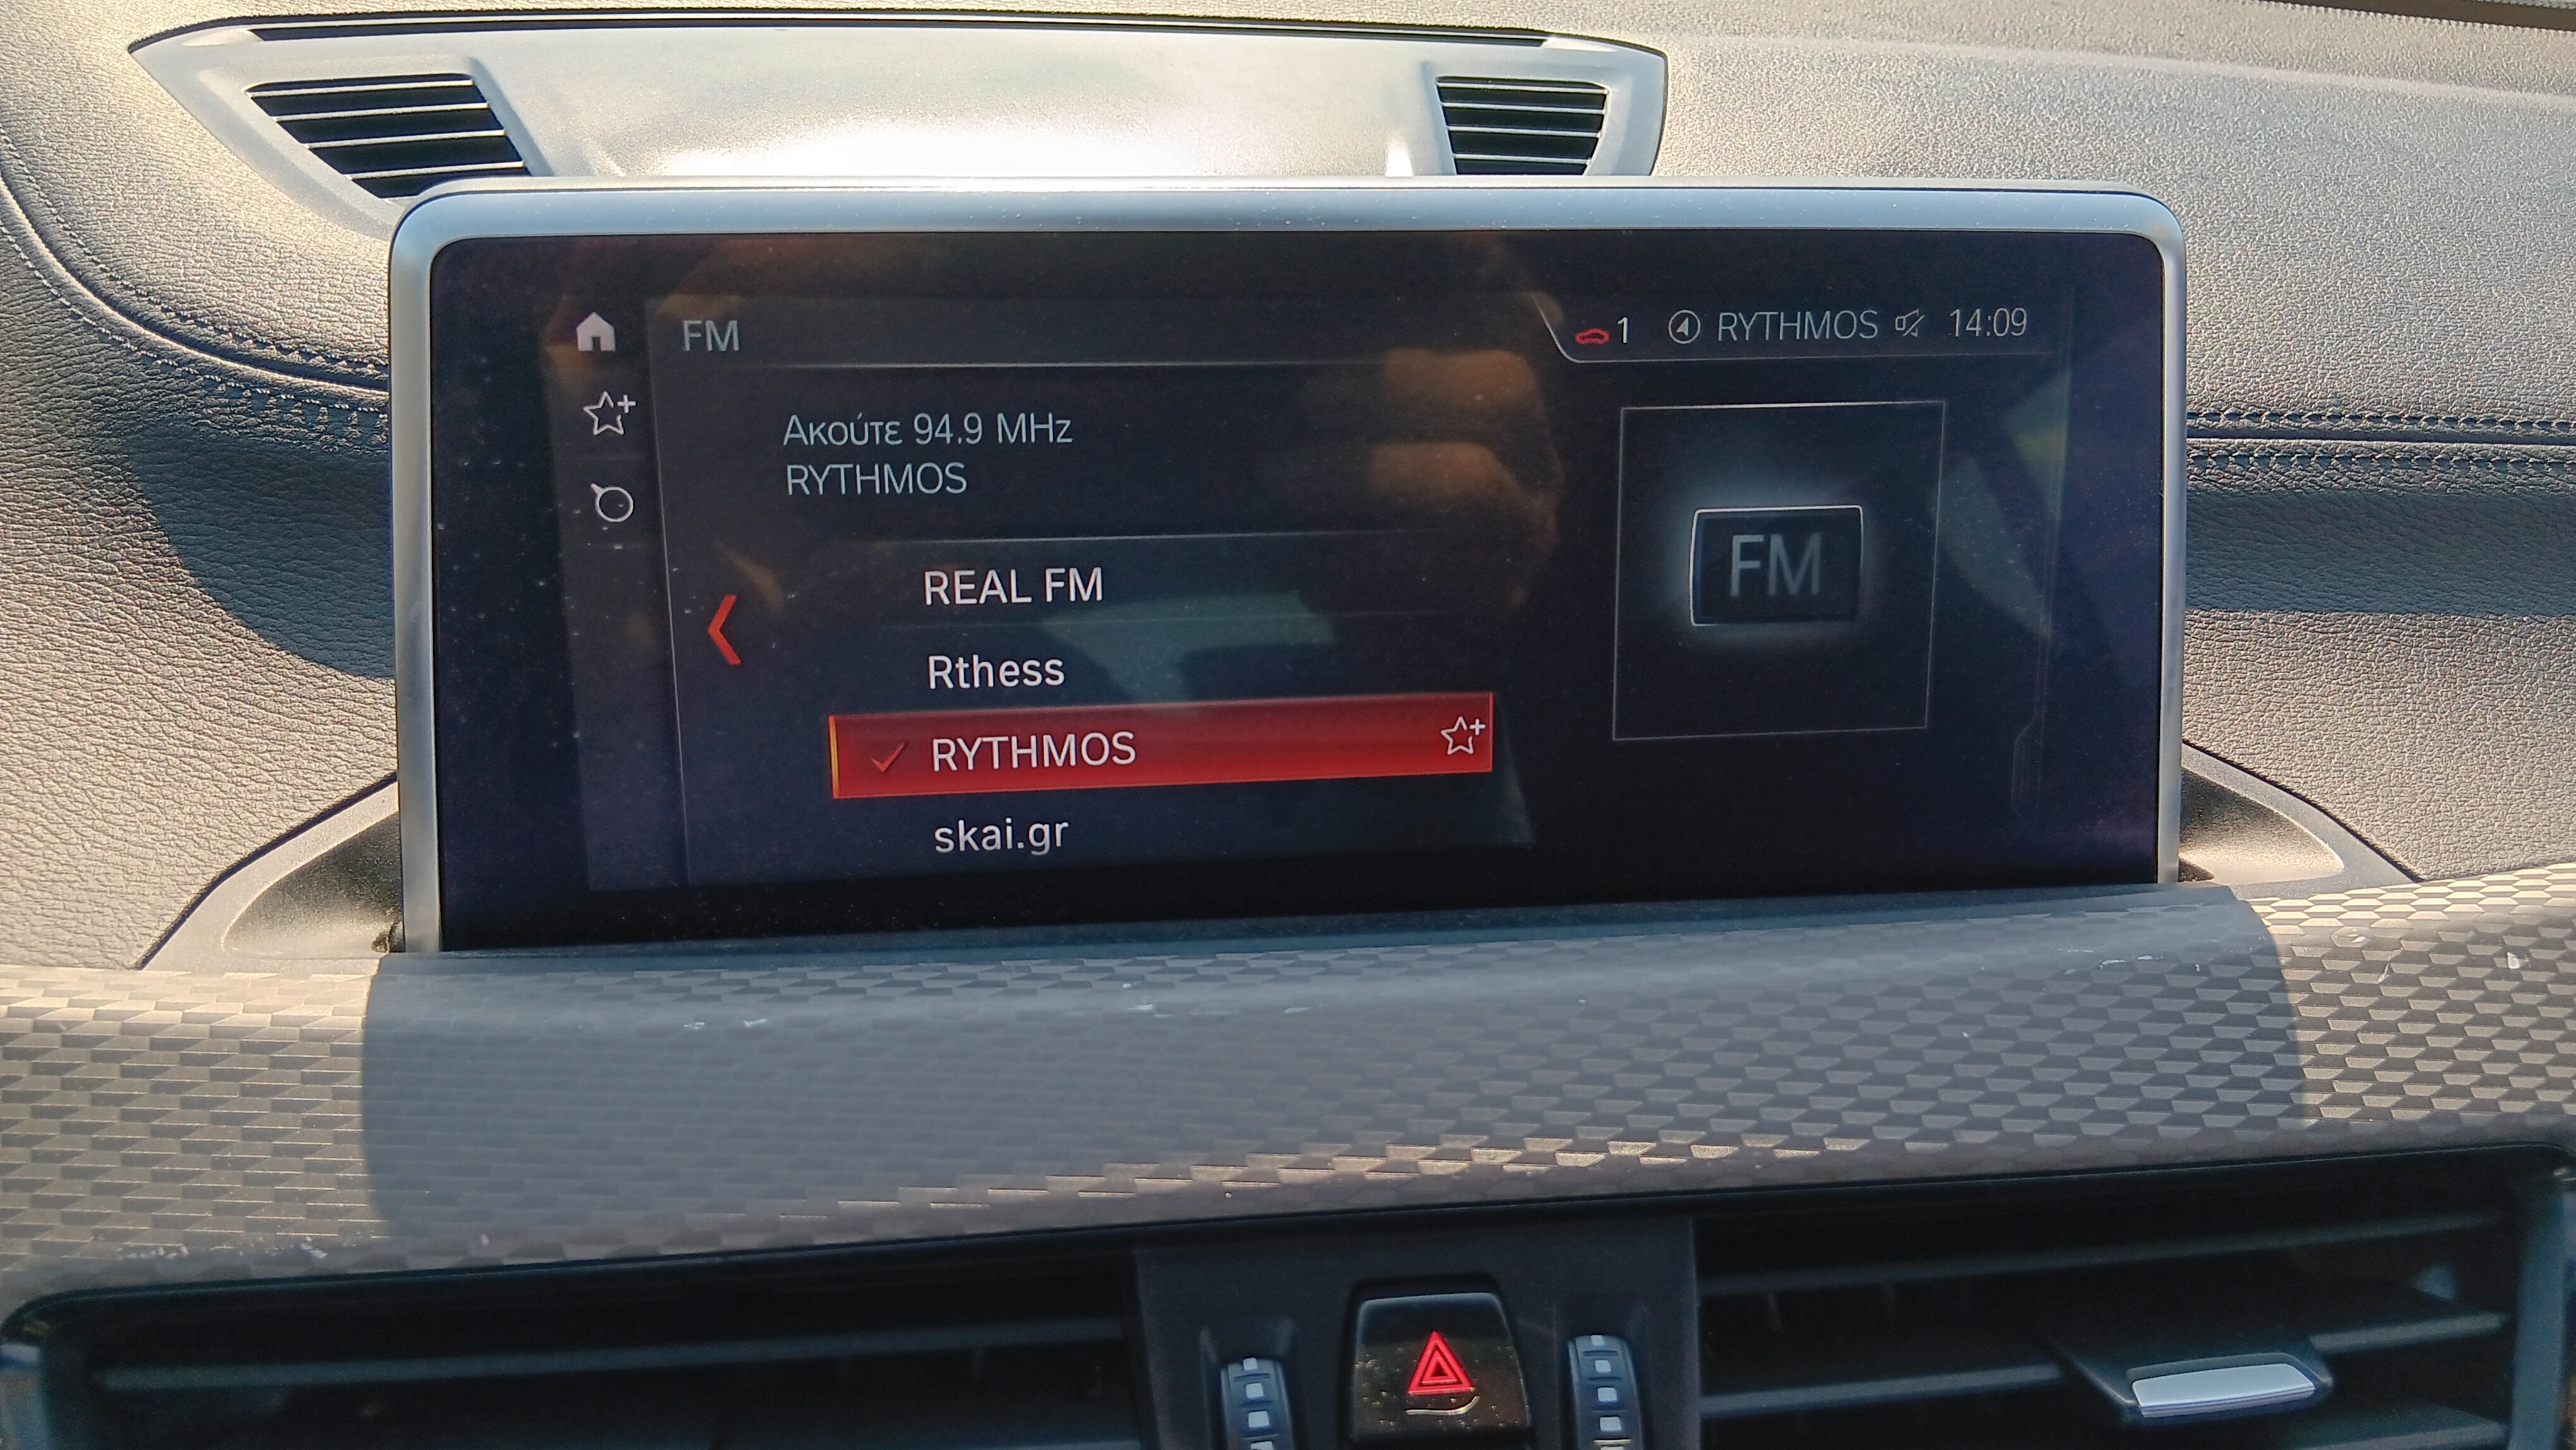 FM
1 RYTHMOS 14:09
Ακούτε 94.9 MHz
RYTHMOS
REAL FM
Rthess
RYTHMOS
skai.gr
FM